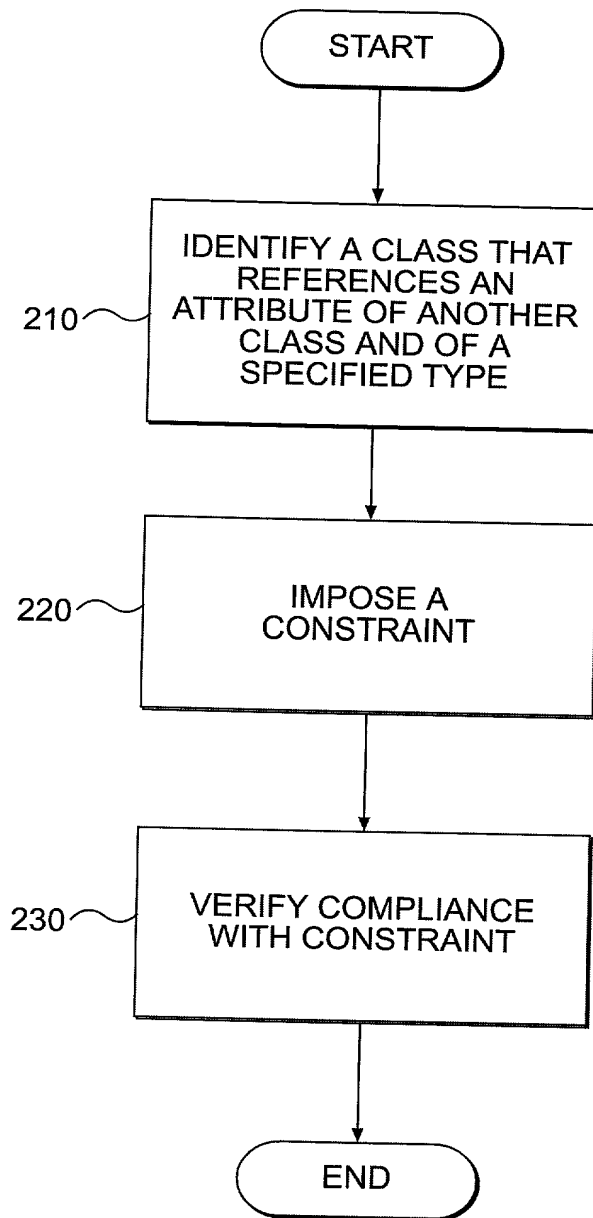 START
IDENTIFY A CLASS THAT
REFERENCES AN
ATTRIBUTE OF ANOTHER
CLASS AND OF A
SPECIFIED TYPE
210
IMPOSE A
CONSTRAINT
220
VERIFY COMPLIANCE
WITH CONSTRAINT
230
END